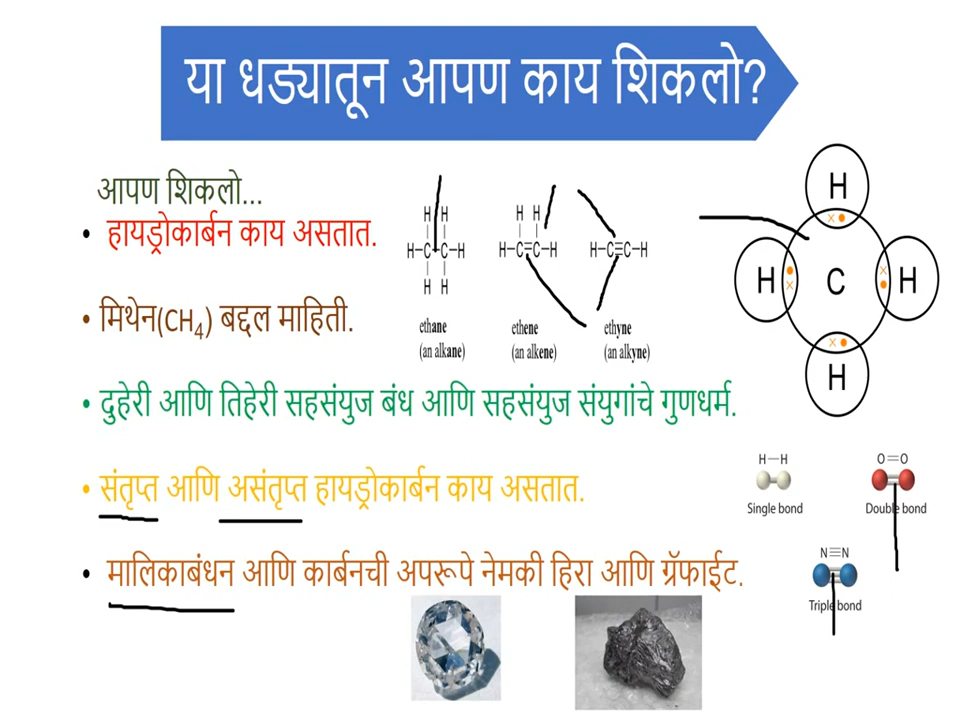 या धड्यातून आपण काय शिकलो?
आपण शिकलो...
• हायड्रोकार्बन काय असतात.
• मिथेन(CH₄) बद्दल माहिती.
• दुहेरी आणि तिहेरी सहसंयुज बंध आणि सहसंयुज संयुगांचे गुणधर्म.
• संतृप्त आणि असंतृप्त हायड्रोकार्बन काय असतात.
• मालिकाबंधन आणि कार्बनची अपरूपे नेमकी हिरा आणि ग्रॅफाईट.
H H
H–C–C–H
H H
ethane
(an alkane)
H H
H–C=C–H
ethene
(an alkene)
H–C≡C–H
ethyne
(an alkyne)
H
H C H
H
H—H
Single bond
O=O
Double bond
N≡N
Triple bond